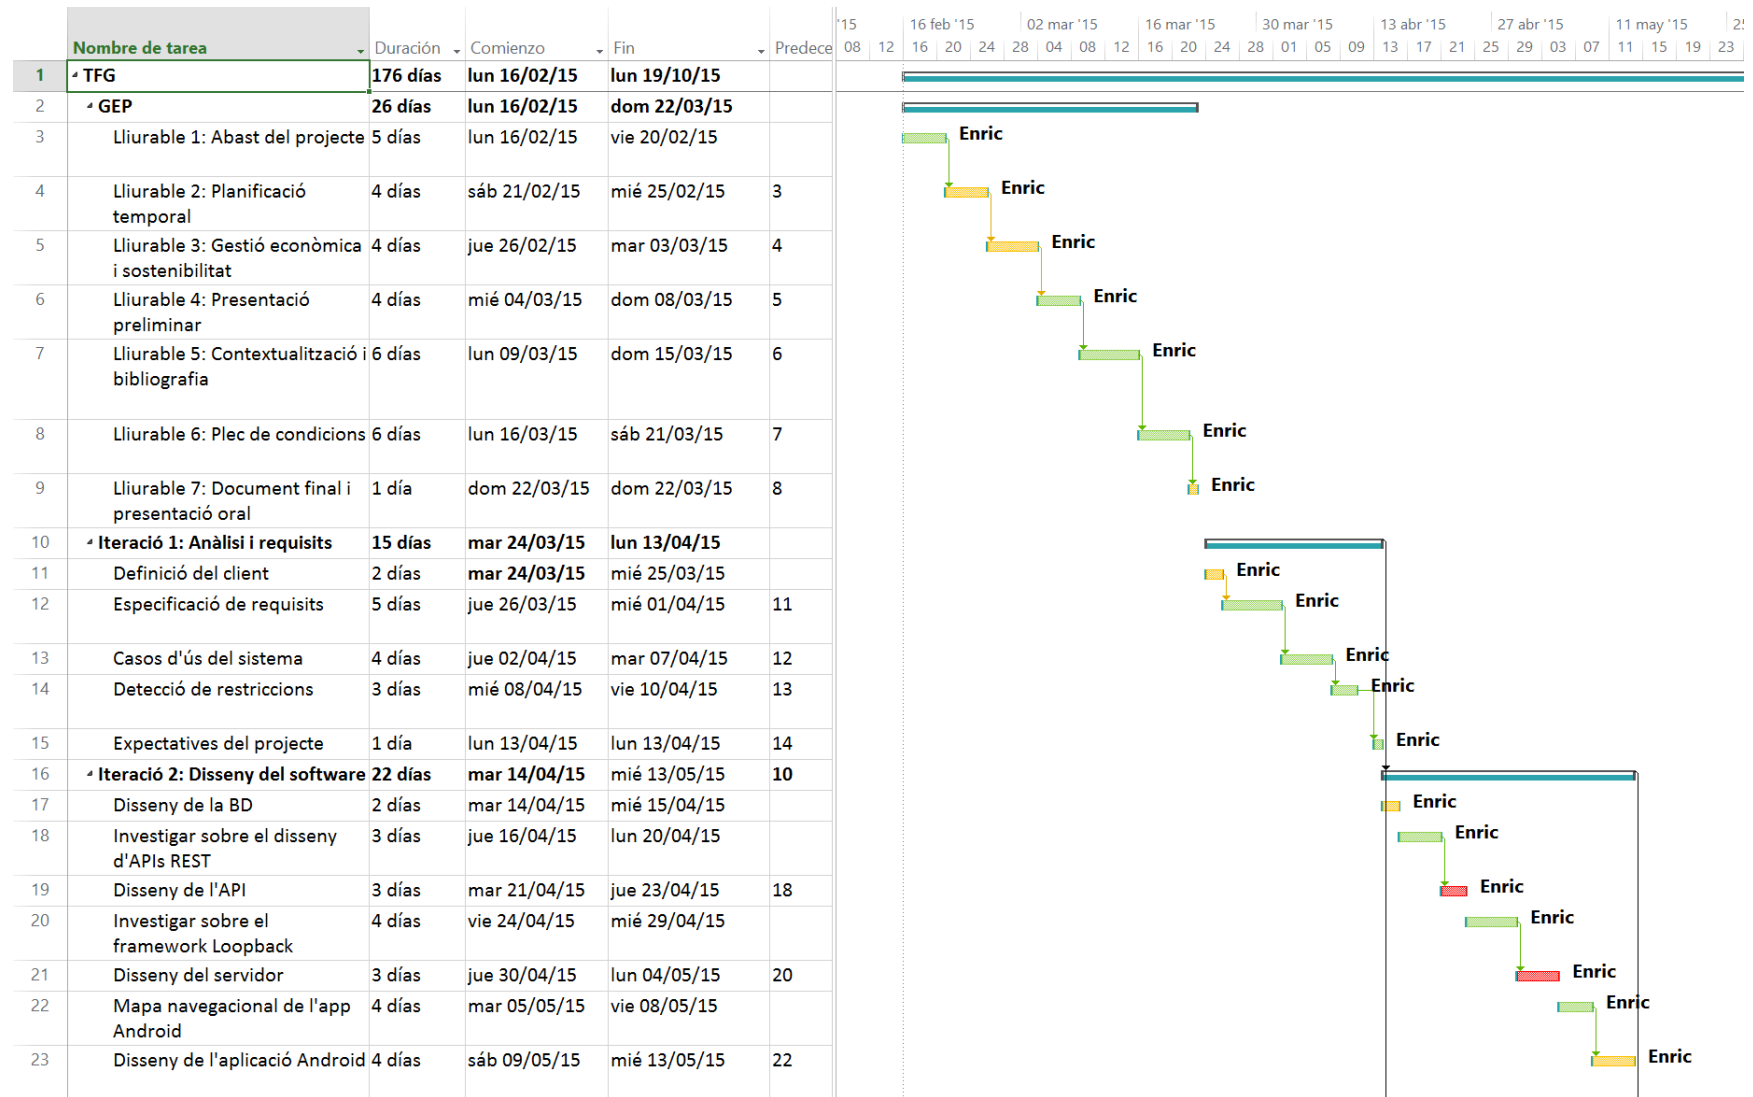 '15 16 feb '15 02 mar '15 16 mar '15 30 mar '15 13 abr '15 27 abr '15 11 may '15 25
Nombre de tarea Duración Comienzo Fin Predece 08 12 16 20 24 28 04 08 12 16 20 24 28 01 05 09 13 17 21 25 29 03 07 11 15 19 23
1 TFG 176 días lun 16/02/15 lun 19/10/15
2 GEP 26 días lun 16/02/15 dom 22/03/15
3 Lliurable 1: Abast del projecte 5 días lun 16/02/15 vie 20/02/15 Enric
4 Lliurable 2: Planificació 4 días sáb 21/02/15 mié 25/02/15 3 Enric
temporal
5 Lliurable 3: Gestió econòmica 4 días jue 26/02/15 mar 03/03/15 4 Enric
i sostenibilitat
6 Lliurable 4: Presentació 4 días mié 04/03/15 dom 08/03/15 5 Enric
preliminar
7 Lliurable 5: Contextualització i 6 días lun 09/03/15 dom 15/03/15 6 Enric
bibliografia
8 Lliurable 6: Plec de condicions 6 días lun 16/03/15 sáb 21/03/15 7 Enric
9 Lliurable 7: Document final i 1 día dom 22/03/15 dom 22/03/15 8 Enric
presentació oral
10 Iteració 1: Anàlisi i requisits 15 días mar 24/03/15 lun 13/04/15
11 Definició del client 2 días mar 24/03/15 mié 25/03/15 Enric
12 Especificació de requisits 5 días jue 26/03/15 mié 01/04/15 11 Enric
13 Casos d'ús del sistema 4 días jue 02/04/15 mar 07/04/15 12 Enric
14 Detecció de restriccions 3 días mié 08/04/15 vie 10/04/15 13 Enric
15 Expectatives del projecte 1 día lun 13/04/15 lun 13/04/15 14 Enric
16 Iteració 2: Disseny del software 22 días mar 14/04/15 mié 13/05/15 10
17 Disseny de la BD 2 días mar 14/04/15 mié 15/04/15 Enric
18 Investigar sobre el disseny 3 días jue 16/04/15 lun 20/04/15 Enric
d'APIs REST
19 Disseny de l'API 3 días mar 21/04/15 jue 23/04/15 18 Enric
20 Investigar sobre el 4 días vie 24/04/15 mié 29/04/15 Enric
framework Loopback
21 Disseny del servidor 3 días jue 30/04/15 lun 04/05/15 20 Enric
22 Mapa navegacional de l'app 4 días mar 05/05/15 vie 08/05/15 Enric
Android
23 Disseny de l'aplicació Android 4 días sáb 09/05/15 mié 13/05/15 22 Enric